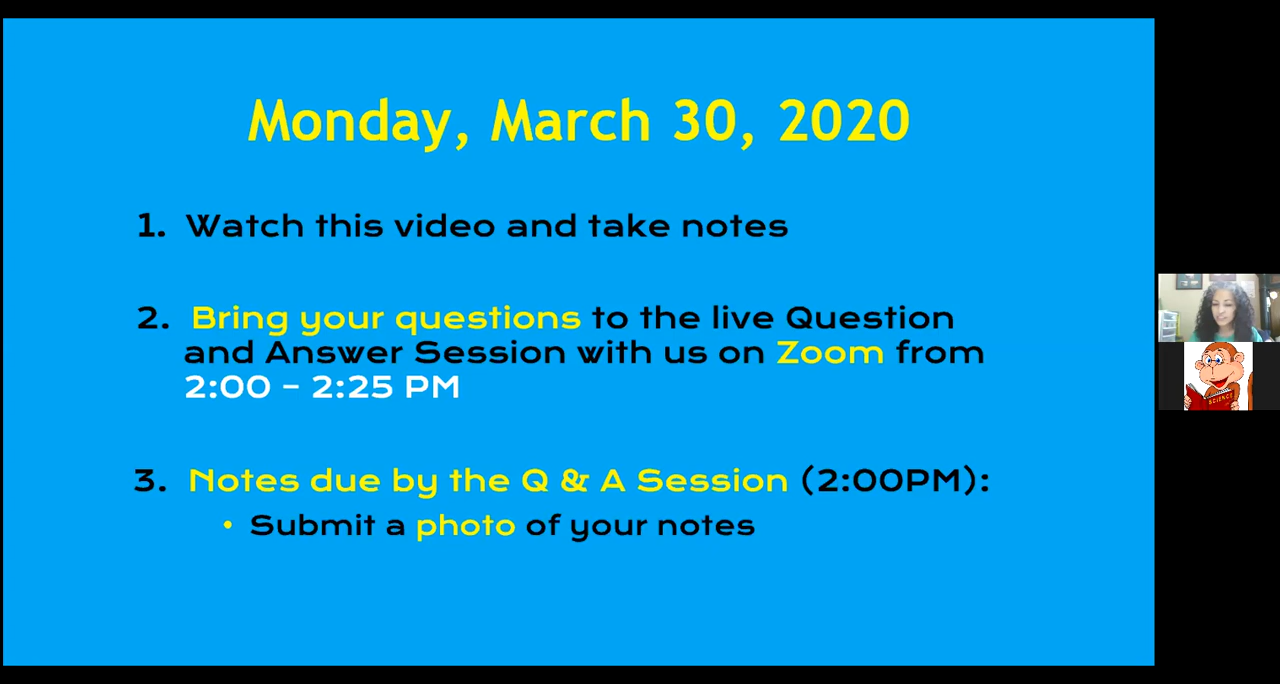 Monday, March 30, 2020
1. Watch this video and take notes
2. Bring your questions to the live Question
and Answer Session with us on Zoom from
2:00 – 2:25 PM
3. Notes due by the Q & A Session (2:00PM):
• Submit a photo of your notes
SCIENCE